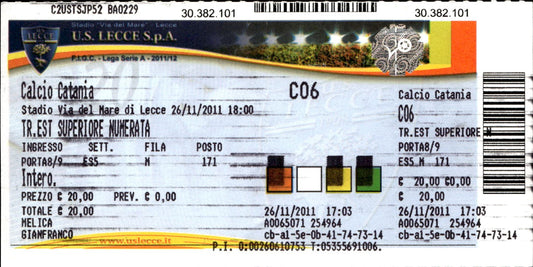 C2USTSJP52 BA0229
30.382.101
30.382.101
Stadio "Via del Mare" - Lecce
U.S. LECCE S.p.A.
F.I.G.C. - Lega Serie A - 2011/12
U.S. LECCE
Calcio Catania
C06
Stadio Via del Mare di Lecce 26/11/2011 18:00
TR.EST SUPERIORE NUMERATA
INGRESSO SETT. FILA POSTO
PORTA8/9 ES5 M 171
Intero.
PREZZO € 20,00 PREV. € 0,00
TOTALE € 20,00
MELICA
GIANFRANCO
www.uslecce.it
26/11/2011 17:03
A0065071 254964
cb-a1-5e-0b-41-74-73-14
Calcio Catania
C06
TR.EST SUPERIORE N
PORTA8/9
ES5 M 171
€ 20,00 €0,00
€ 20,00
26/11/2011 17:03
A0065071 254964
cb-a1-5e-0b-41-74-73-14
P.I. 0:00260610753 T:05355691006.